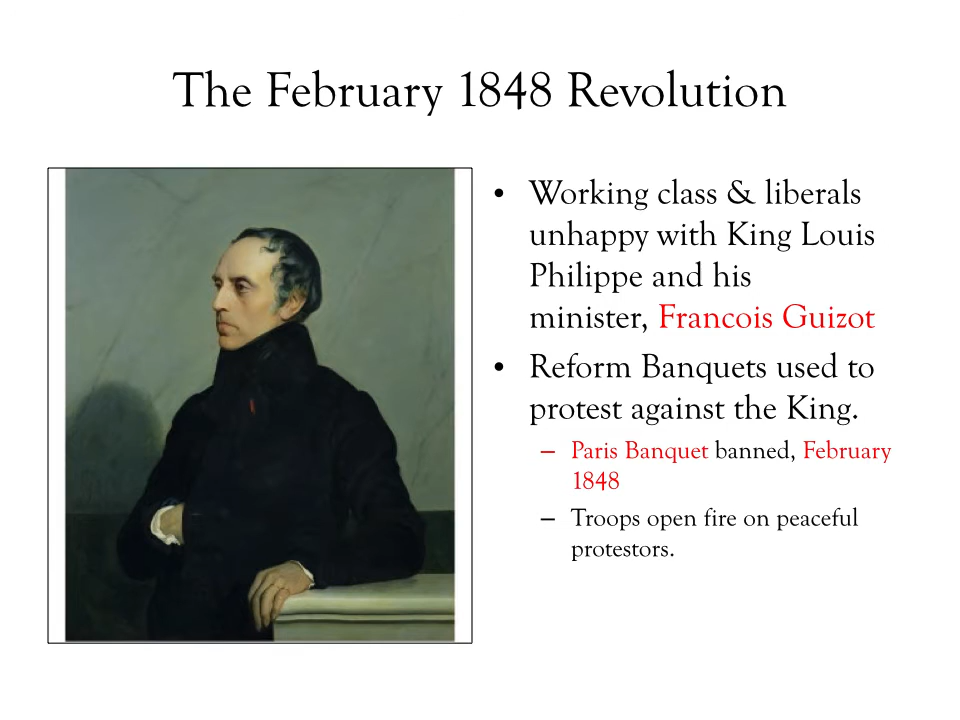 The February 1848 Revolution
• Working class & liberals
unhappy with King Louis
Philippe and his
minister, Francois Guizot
• Reform Banquets used to
protest against the King.
– Paris Banquet banned, February
1848
– Troops open fire on peaceful
protestors.